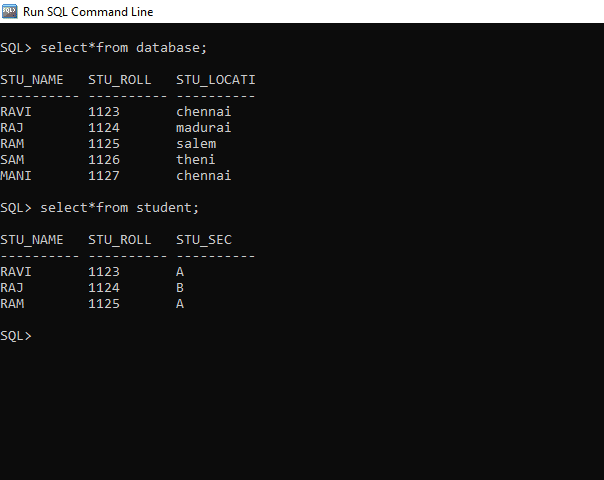 Run SQL Command Line
SQL> select*from database;
STU_NAME   STU_ROLL   STU_LOCATI
---------- ---------- ----------
RAVI       1123       chennai
RAJ        1124       madurai
RAM        1125       salem
SAM        1126       theni
MANI       1127       chennai
SQL> select*from student;
STU_NAME   STU_ROLL   STU_SEC
---------- ---------- ----------
RAVI       1123       A
RAJ        1124       B
RAM        1125       A
SQL>